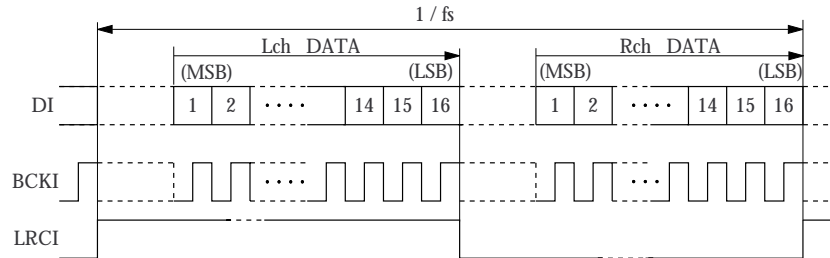 1 / fs
Lch DATA Rch DATA
(MSB) (LSB) (MSB) (LSB)
DI 1 2 ···· 14 15 16 1 2 ···· 14 15 16
BCKI ···· ····
LRCI